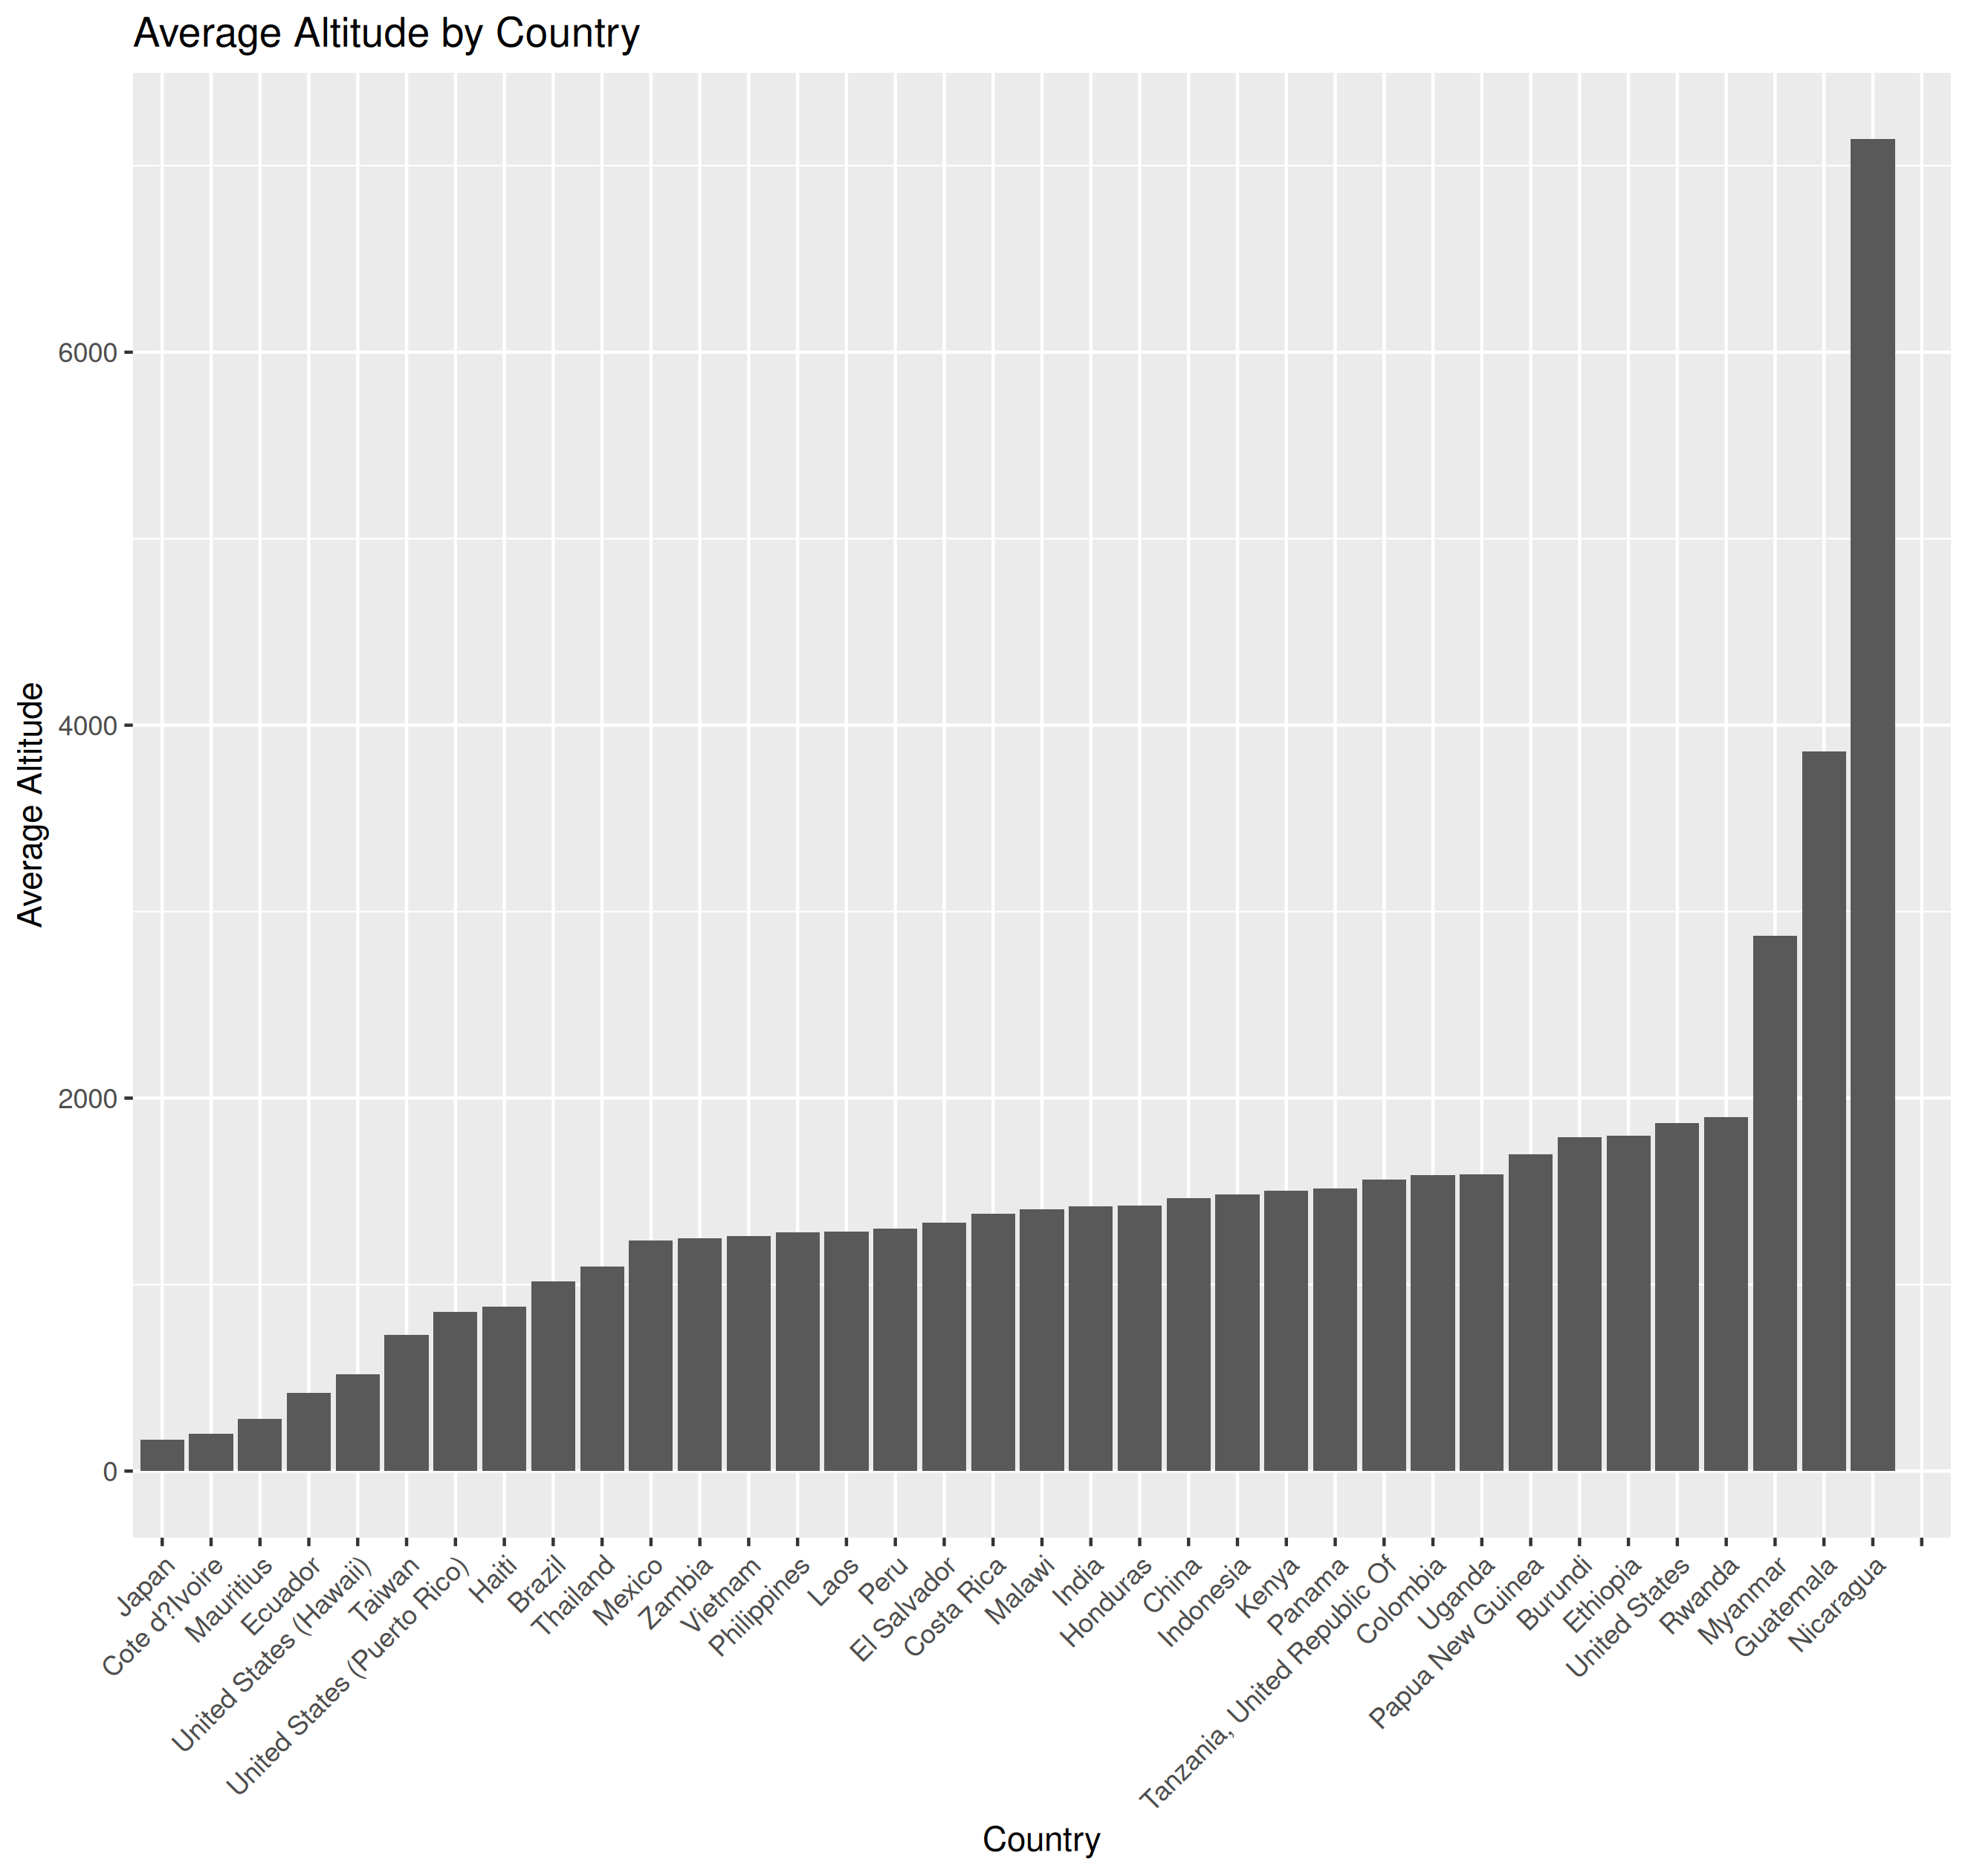 Average Altitude by Country
Average Altitude
6000
4000
2000
0
Japan
Cote d?Ivoire
Mauritius
Ecuador
United States (Hawaii)
Taiwan
United States (Puerto Rico)
Haiti
Brazil
Thailand
Mexico
Zambia
Vietnam
Philippines
Laos
Peru
El Salvador
Costa Rica
Malawi
India
Honduras
China
Indonesia
Kenya
Panama
Tanzania, United Republic Of
Colombia
Uganda
Papua New Guinea
Burundi
Ethiopia
United States
Rwanda
Myanmar
Guatemala
Nicaragua
Country